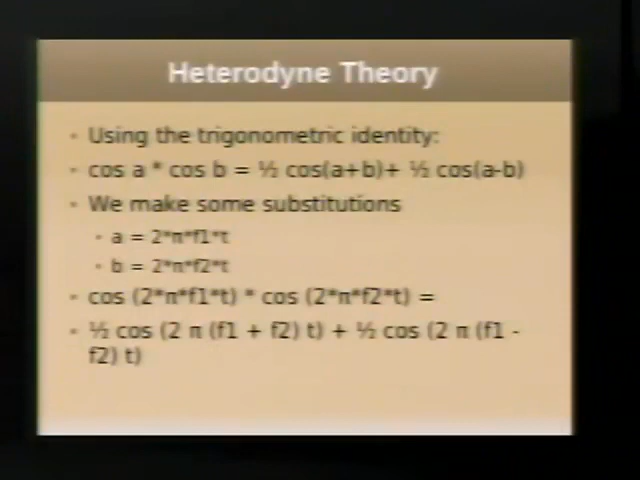 Heterodyne Theory
Using the trigonometric identity:
cos a * cos b = ½ cos(a+b)+ ½ cos(a-b)
We make some substitutions
a = 2*π*f1*t
b = 2*π*f2*t
cos (2*π*f1*t) * cos (2*π*f2*t) =
½ cos (2 π (f1 + f2) t) + ½ cos (2 π (f1 -
f2) t)